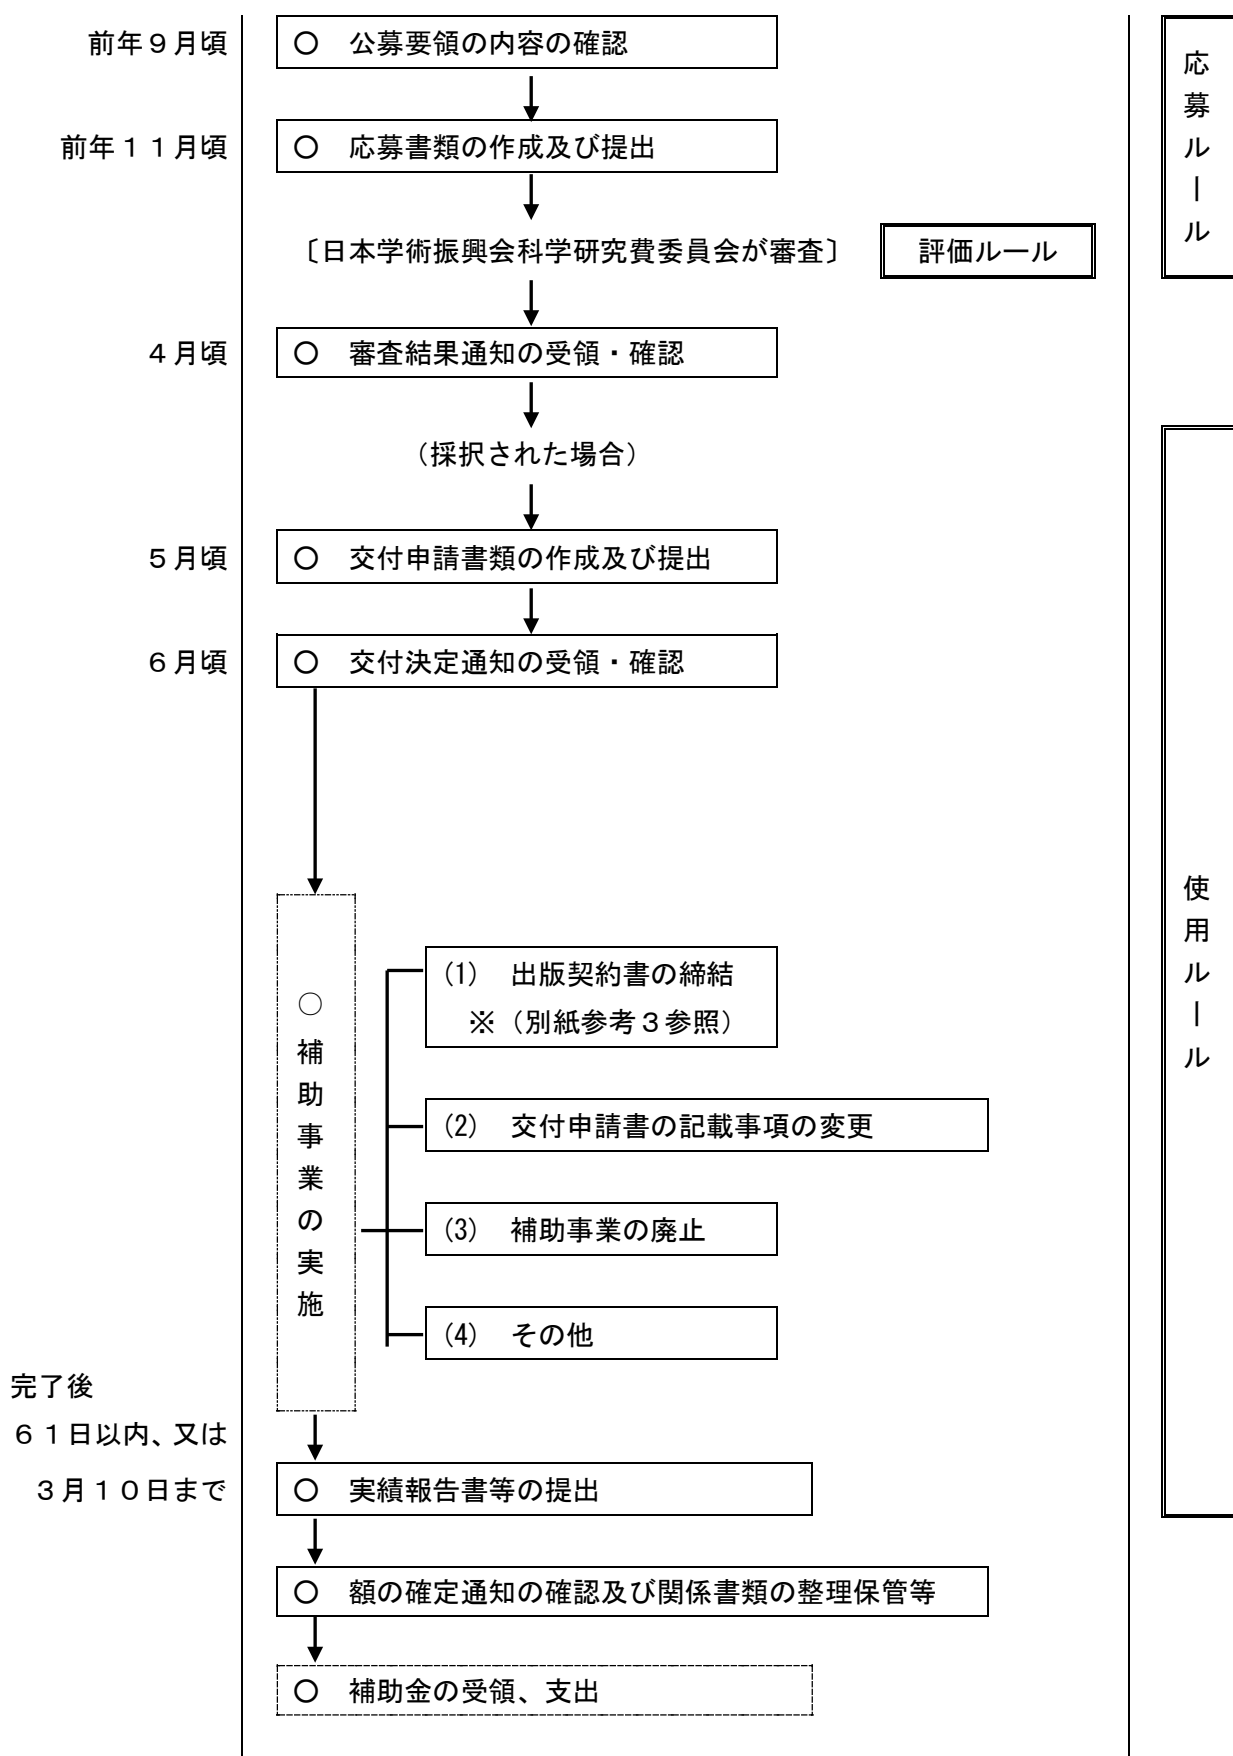 前年９月頃
○　公募要領の内容の確認
前年１１月頃
○　応募書類の作成及び提出
〔日本学術振興会科学研究費委員会が審査〕
評価ルール
応募ルール
４月頃
○　審査結果通知の受領・確認
（採択された場合）
５月頃
○　交付申請書類の作成及び提出
６月頃
○　交付決定通知の受領・確認
○補助事業の実施
(1)　出版契約書の締結
※（別紙参考３参照）
(2)　交付申請書の記載事項の変更
(3)　補助事業の廃止
(4)　その他
使用ルール
完了後
６１日以内、又は
３月１０日まで
○　実績報告書等の提出
○　額の確定通知の確認及び関係書類の整理保管等
○　補助金の受領、支出